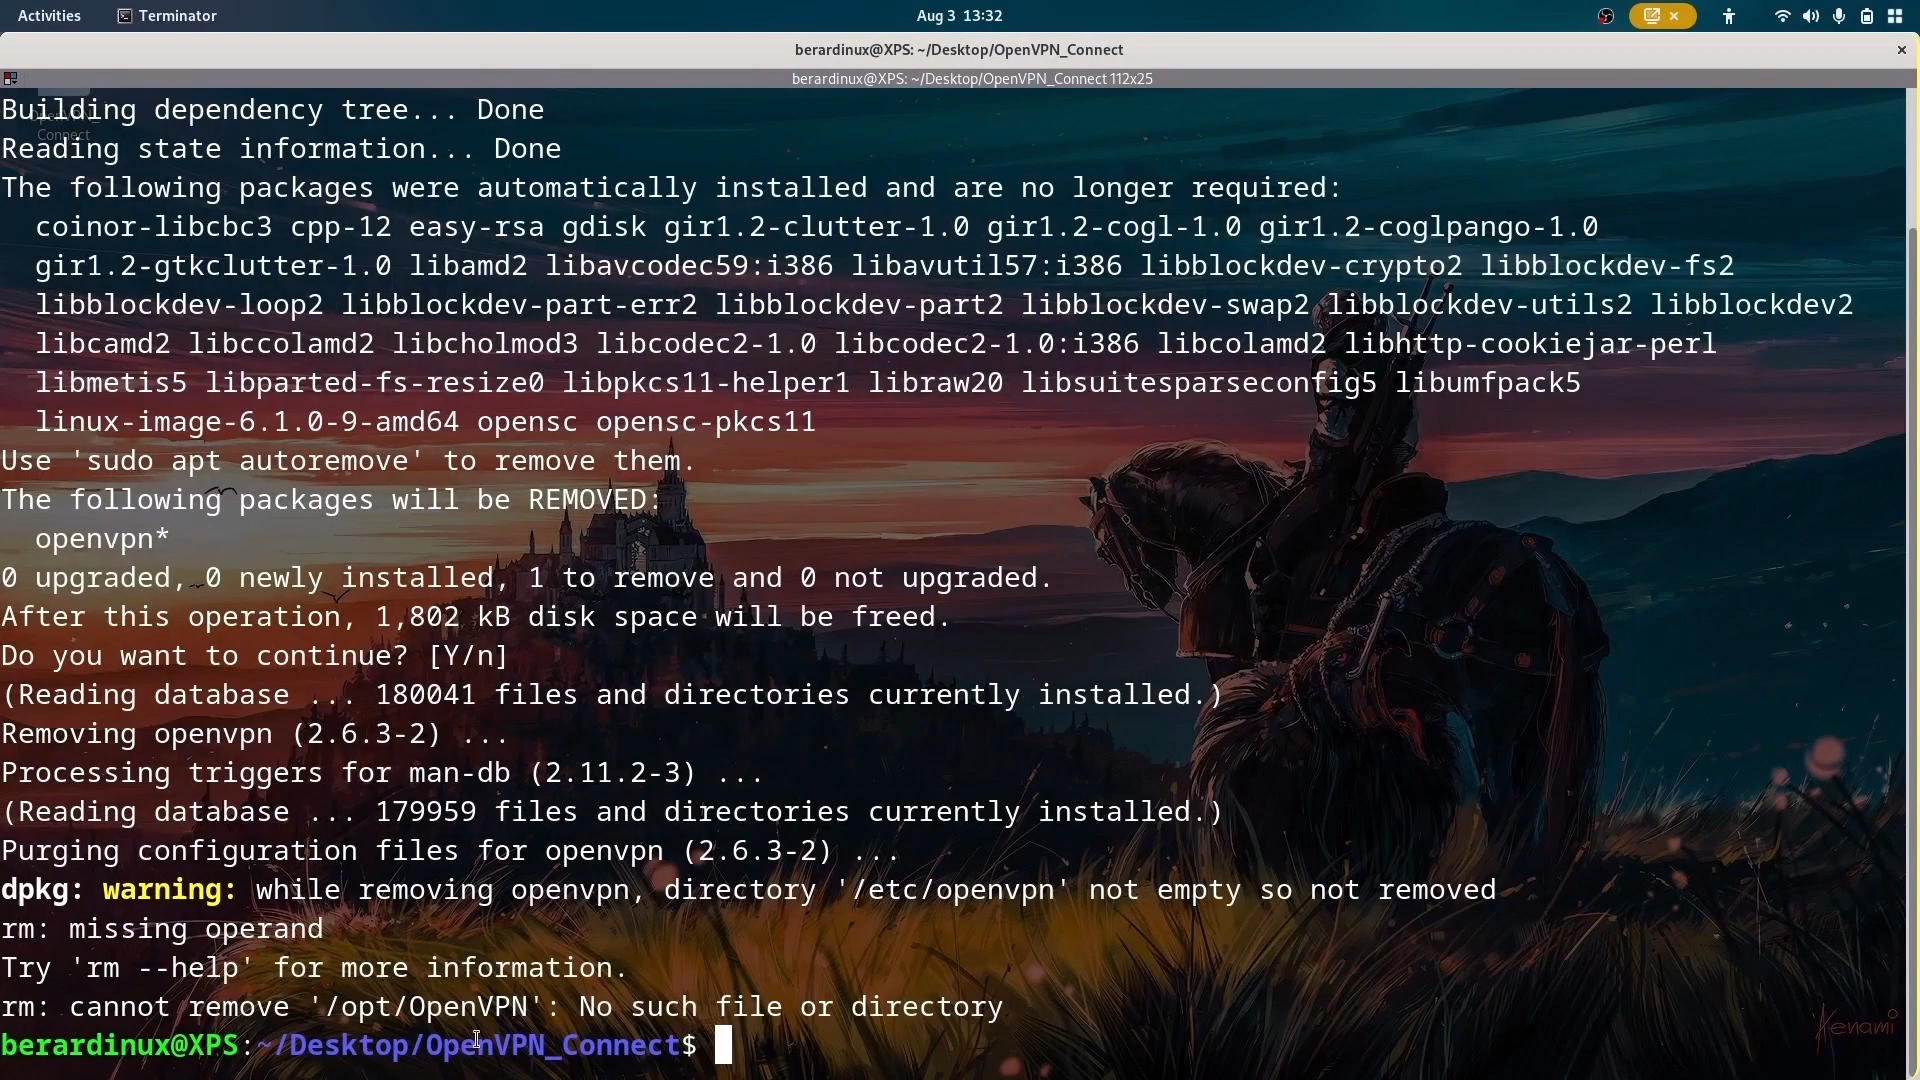 Activities
Terminator
Aug 3 13:32
berardinux@XPS: ~/Desktop/OpenVPN_Connect
berardinux@XPS: ~/Desktop/OpenVPN_Connect 112x25
OpenVPN_
Connect
Building dependency tree... Done
Reading state information... Done
The following packages were automatically installed and are no longer required:
coinor-libcbc3 cpp-12 easy-rsa gdisk gir1.2-clutter-1.0 gir1.2-cogl-1.0 gir1.2-coglpango-1.0
gir1.2-gtkclutter-1.0 libamd2 libavcodec59:i386 libavutil57:i386 libblockdev-crypto2 libblockdev-fs2
libblockdev-loop2 libblockdev-part-err2 libblockdev-part2 libblockdev-swap2 libblockdev-utils2 libblockdev2
libcamd2 libccolamd2 libcholmod3 libcodec2-1.0 libcodec2-1.0:i386 libcolamd2 libhttp-cookiejar-perl
libmetis5 libparted-fs-resize0 libpkcs11-helper1 libraw20 libsuitesparseconfig5 libumfpack5
linux-image-6.1.0-9-amd64 opensc opensc-pkcs11
Use 'sudo apt autoremove' to remove them.
The following packages will be REMOVED:
openvpn*
0 upgraded, 0 newly installed, 1 to remove and 0 not upgraded.
After this operation, 1,802 kB disk space will be freed.
Do you want to continue? [Y/n]
(Reading database ... 180041 files and directories currently installed.)
Removing openvpn (2.6.3-2) ...
Processing triggers for man-db (2.11.2-3) ...
(Reading database ... 179959 files and directories currently installed.)
Purging configuration files for openvpn (2.6.3-2) ...
dpkg: warning: while removing openvpn, directory '/etc/openvpn' not empty so not removed
rm: missing operand
Try 'rm --help' for more information.
rm: cannot remove '/opt/OpenVPN': No such file or directory
berardinux@XPS:~/Desktop/OpenVPN_Connect$
Xenami